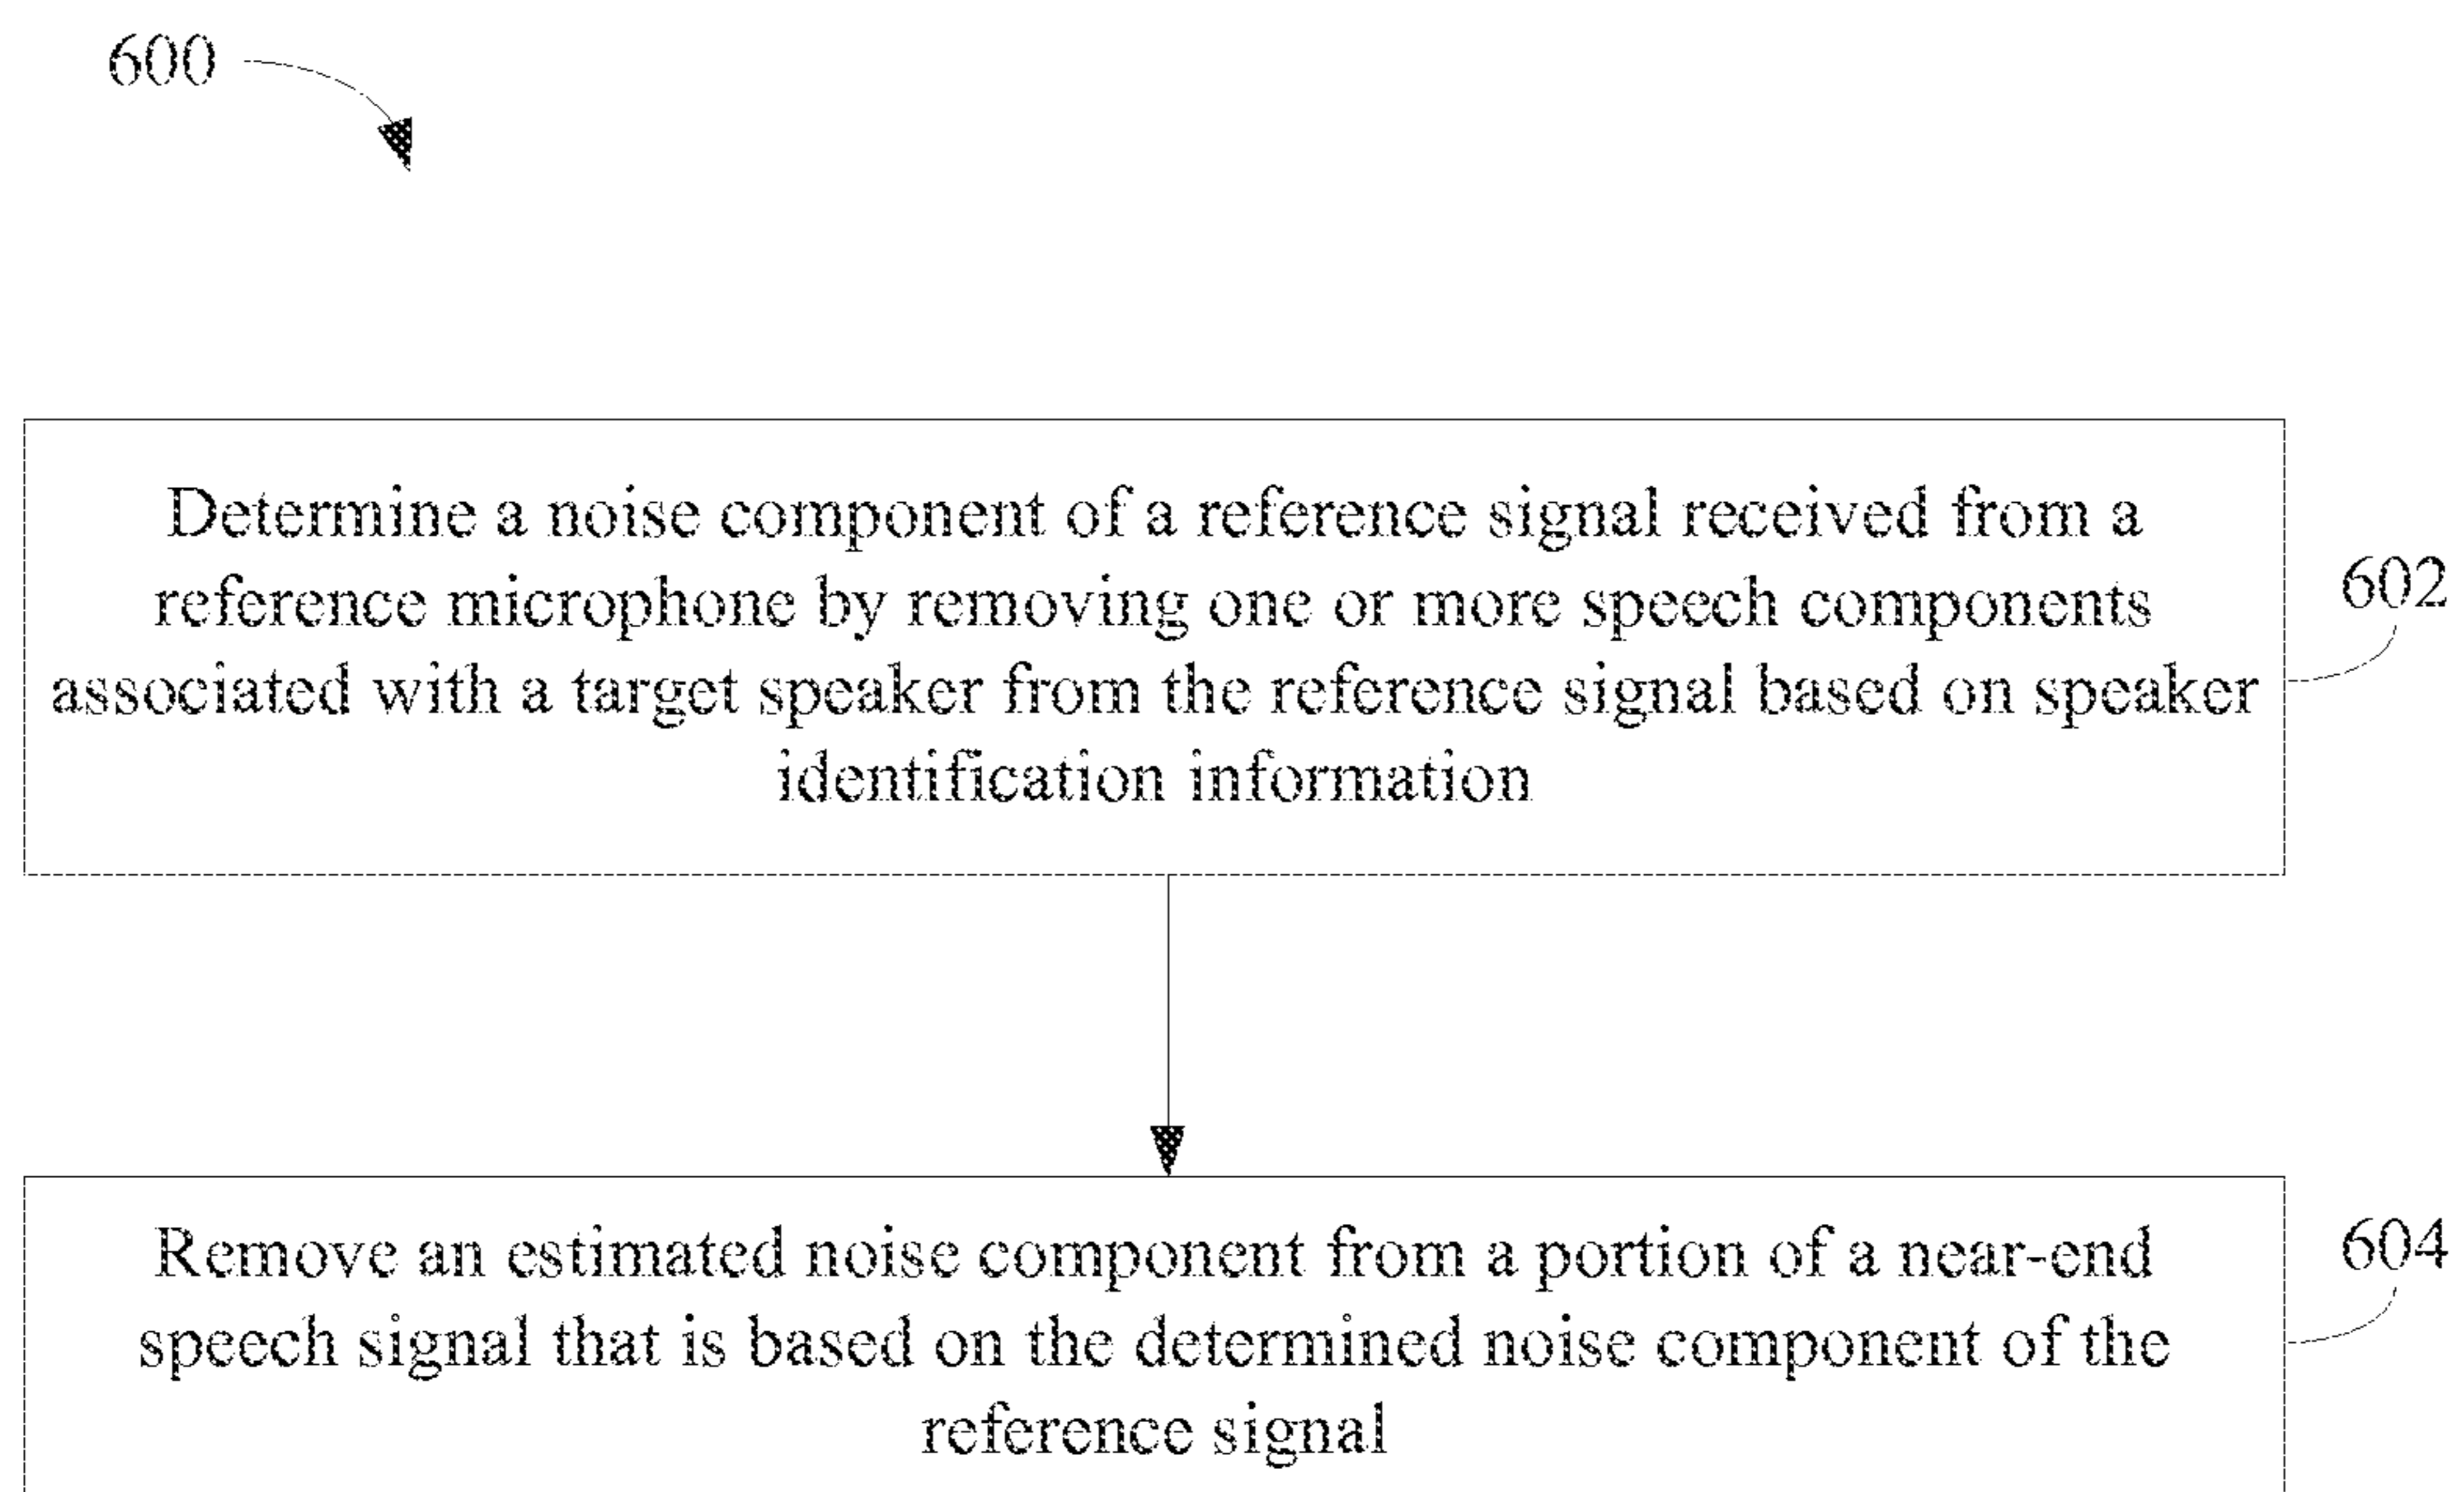 600
Determine a noise component of a reference signal received from a
reference microphone by removing one or more speech components
associated with a target speaker from the reference signal based on speaker
identification information
602
Remove an estimated noise component from a portion of a near-end
speech signal that is based on the determined noise component of the
reference signal
604